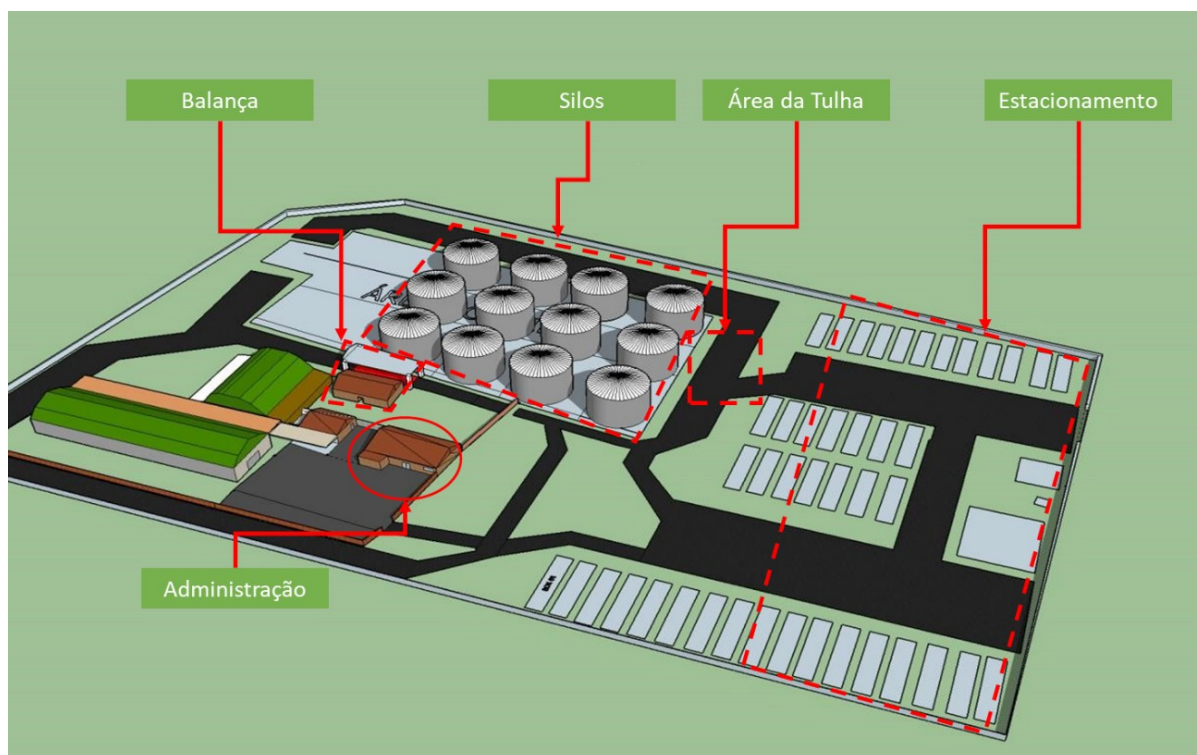 Balança
Silos
Área da Tulha
Estacionamento
Administração